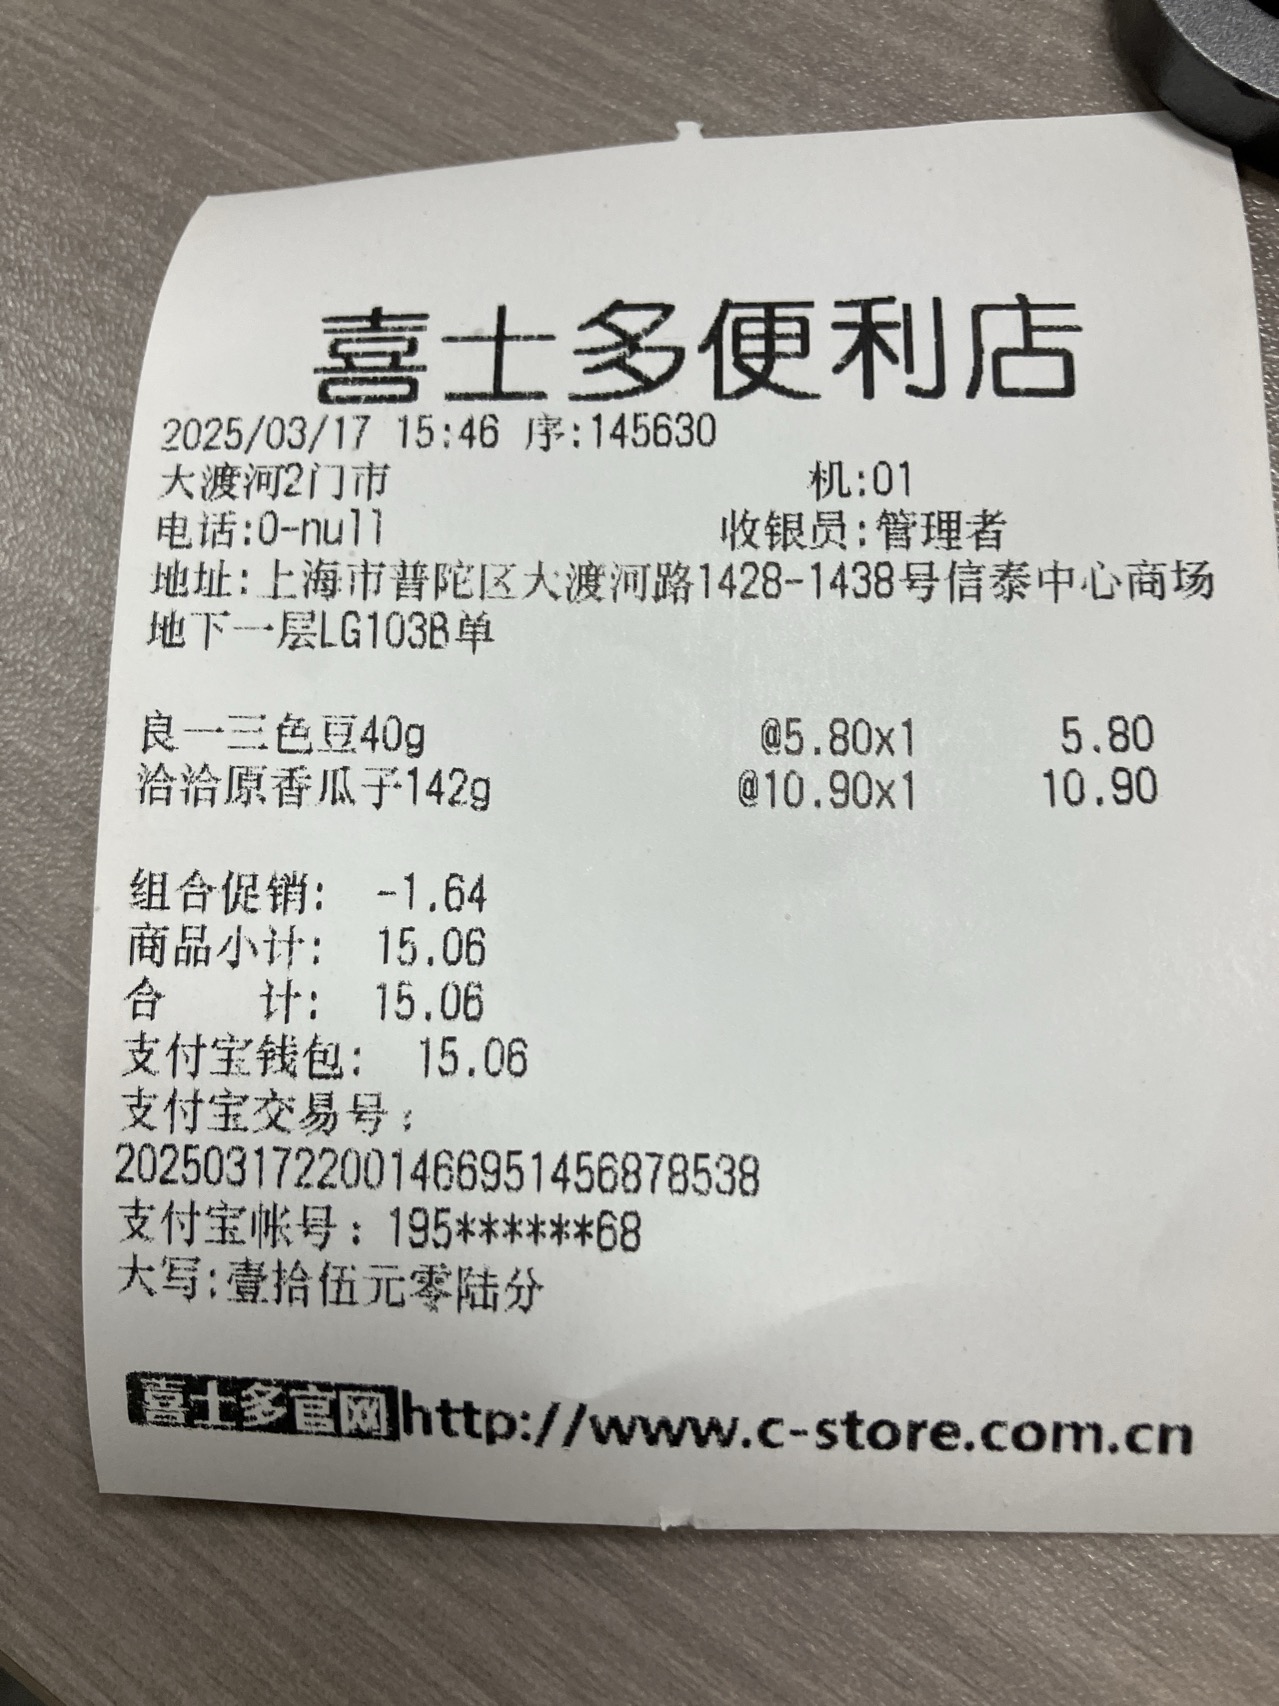 喜士多便利店
2025/03/17 15:46 序:145630
大渡河2门市 机:01
电话:0-null 收银员:管理者
地址:上海市普陀区大渡河路1428-1438号信泰中心商场
地下一层LG103B单
良一三色豆40g @5.80x1 5.80
洽洽原香瓜子142g @10.90x1 10.90
组合促销: -1.64
商品小计: 15.06
合 计: 15.06
支付宝钱包: 15.06
支付宝交易号:
2025031722001466951456878538
支付宝帐号:195******68
大写:壹拾伍元零陆分
喜士多官网http://www.c-store.com.cn